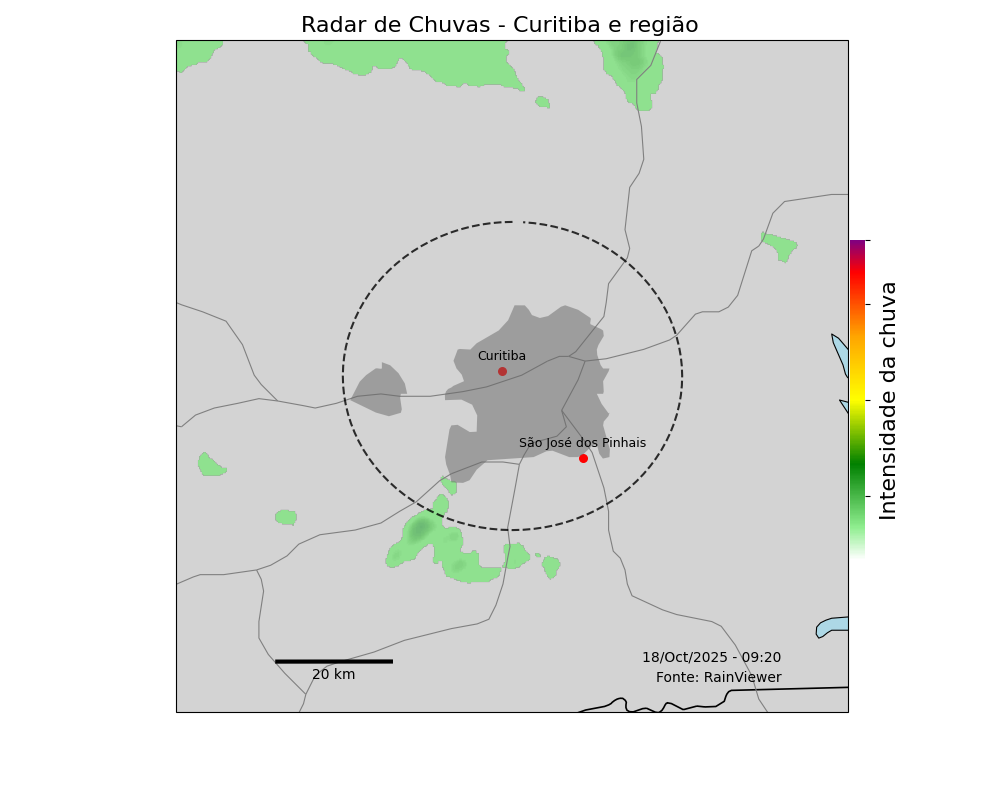 Radar de Chuvas - Curitiba e região
Curitiba
São José dos Pinhais
Intensidade da chuva
20 km
18/Oct/2025 - 09:20
Fonte: RainViewer